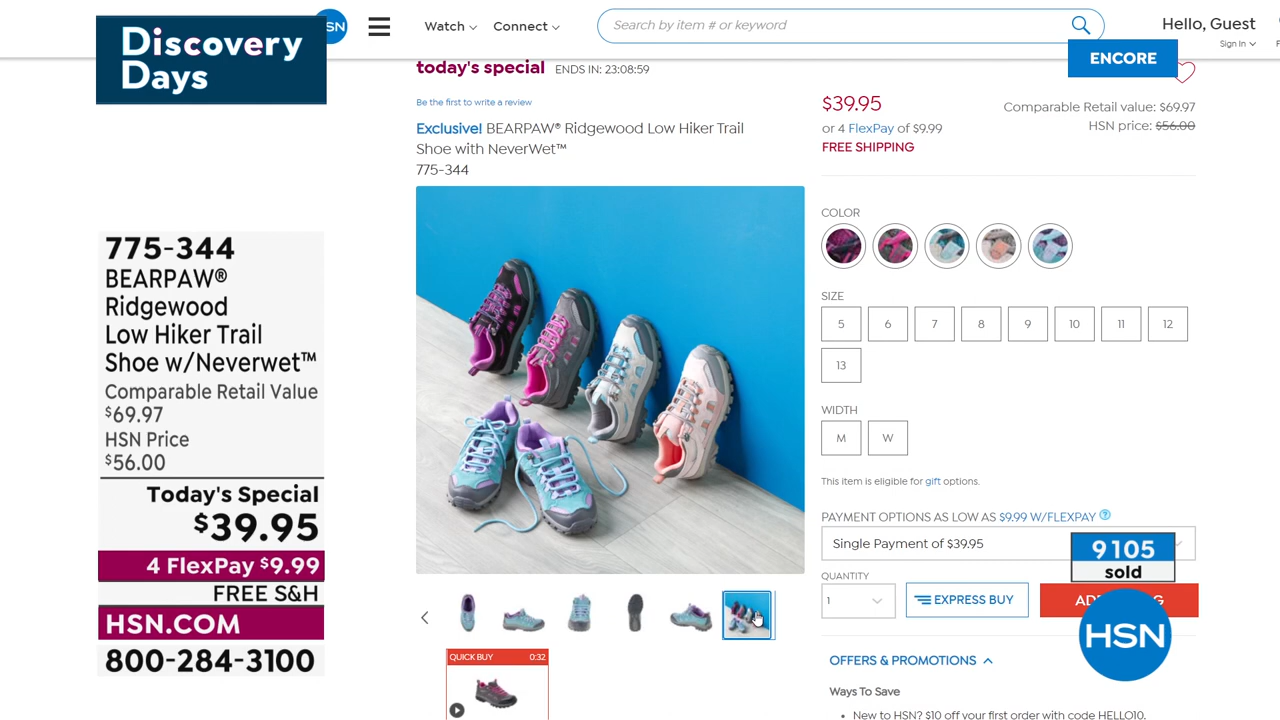 Discovery
Days
SN
Watch
Connect
Search by item # or keyword
Hello, Guest
Sign In
F
ENCORE
today's special ENDS IN: 23:08:59
Be the first to write a review
Exclusive! BEARPAW® Ridgewood Low Hiker Trail
Shoe with NeverWet™
775-344
$39.95
or 4 FlexPay of $9.99
FREE SHIPPING
Comparable Retail value: $69.97
HSN price: $56.00
COLOR
SIZE
5 6 7 8 9 10 11 12
13
WIDTH
M W
This item is eligible for gift options.
PAYMENT OPTIONS AS LOW AS $9.99 W/FLEXPAY ?
Single Payment of $39.95
QUANTITY
1
EXPRESS BUY
AD
G
9105
sold
HSN
OFFERS & PROMOTIONS
Ways To Save
• New to HSN? $10 off your first order with code HELLO10.
QUICK BUY 0:32
775-344
BEARPAW®
Ridgewood
Low Hiker Trail
Shoe w/Neverwet™
Comparable Retail Value
$69.97
HSN Price
$56.00
Today's Special
$39.95
4 FlexPay $9.99
FREE S&H
HSN.COM
800-284-3100